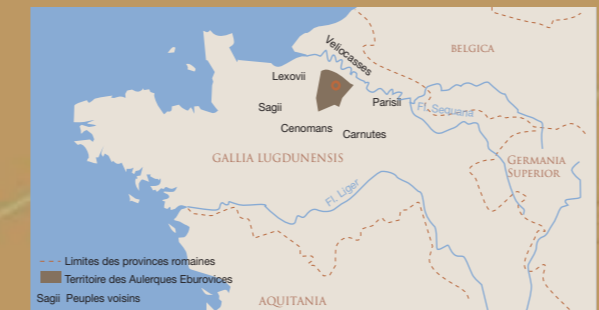 Veliocasses
BELGICA
Lexovii
Sagii
Parisii
Fl. Sequana
Cenomans
Carnutes
GALLIA LUGDUNENSIS
GERMANIA
SUPERIOR
Fl. Liger
Limites des provinces romaines
Territoire des Aulerques Eburovices
Sagii Peuples voisins
AQUITANIA